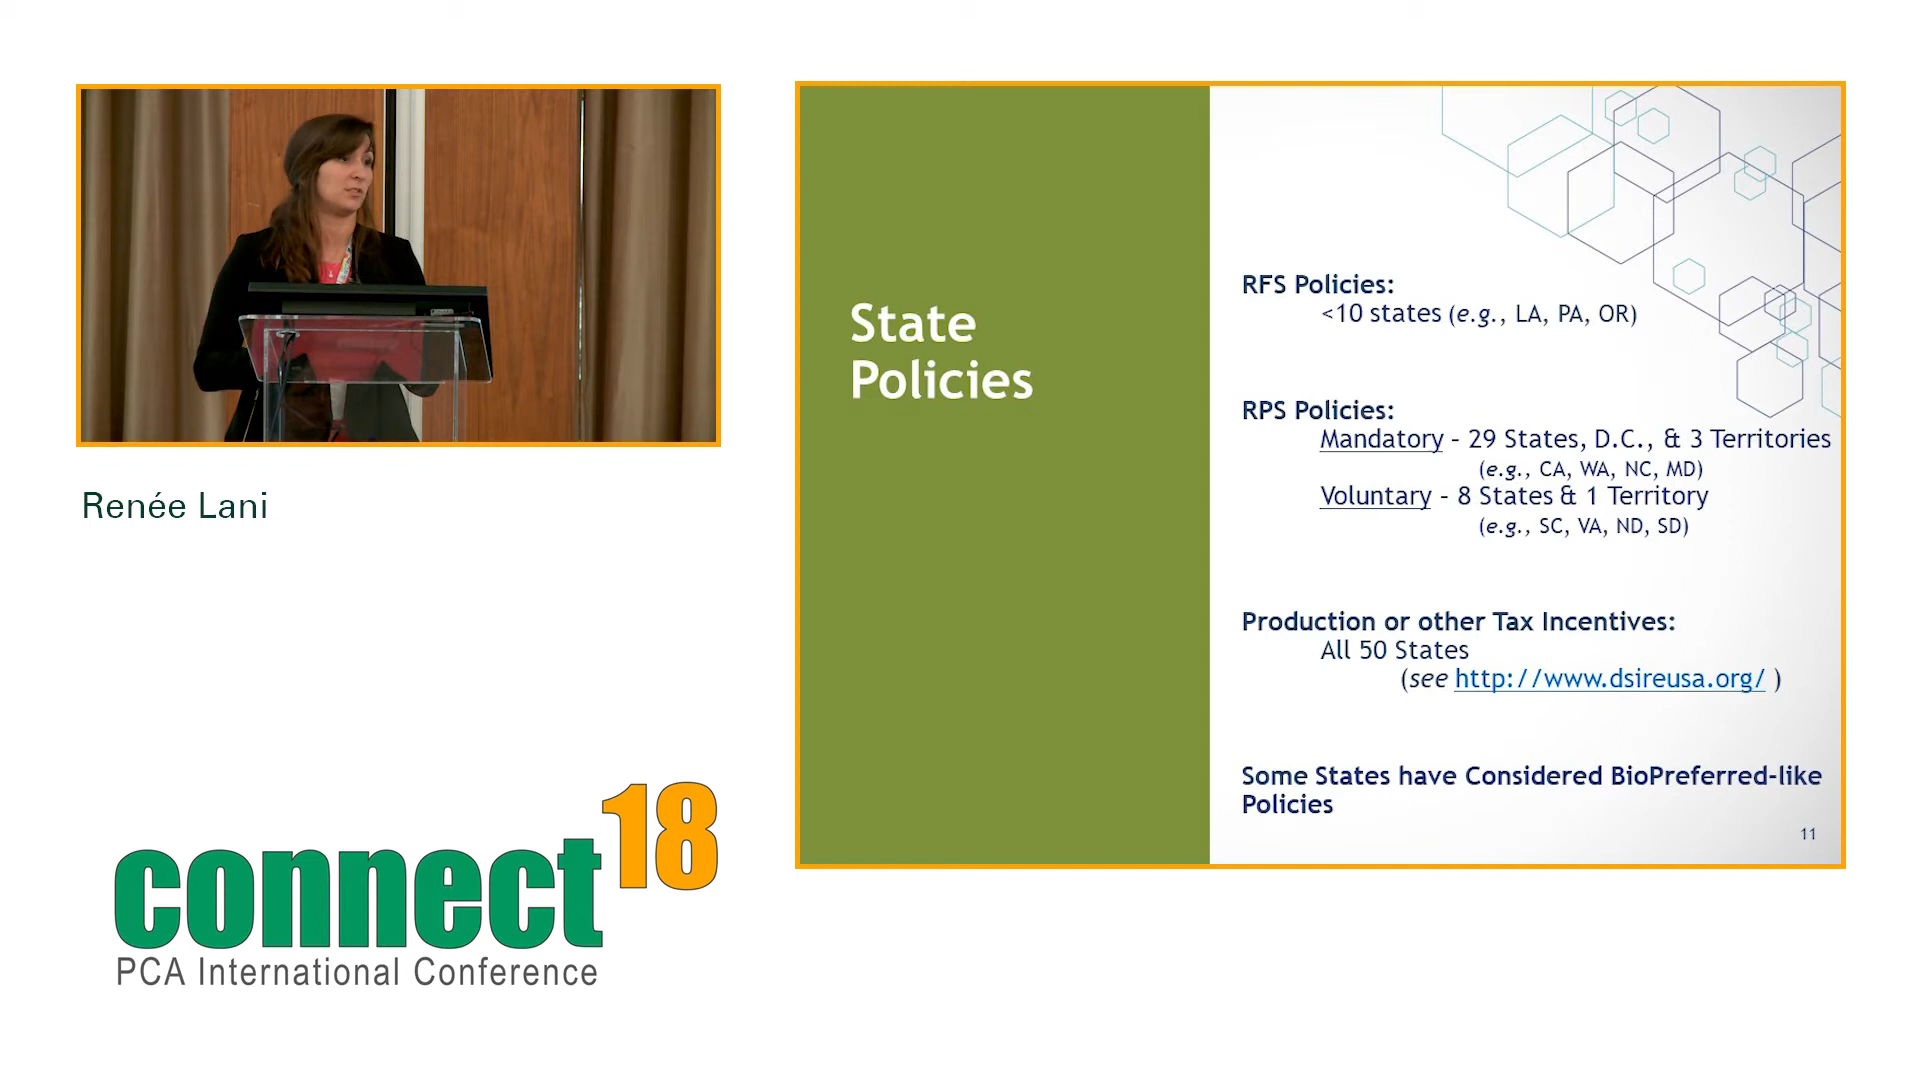 Renée Lani
connect18
PCA International Conference
State
Policies
RFS Policies:
<10 states (e.g., LA, PA, OR)
RPS Policies:
Mandatory - 29 States, D.C., & 3 Territories
(e.g., CA, WA, NC, MD)
Voluntary - 8 States & 1 Territory
(e.g., SC, VA, ND, SD)
Production or other Tax Incentives:
All 50 States
(see http://www.dsireusa.org/ )
Some States have Considered BioPreferred-like
Policies
11